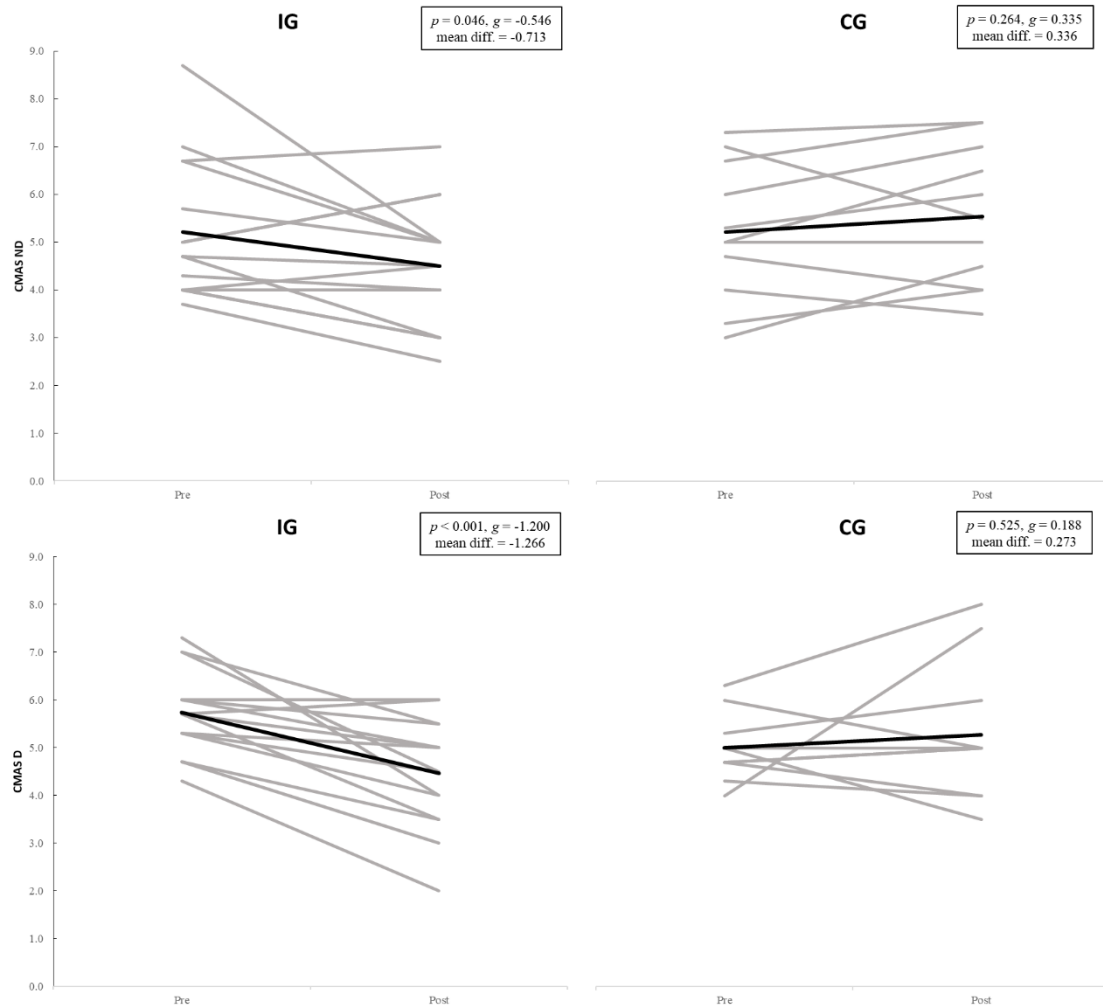 IG
p = 0.046, g = -0.546
mean diff. = -0.713
CG
p = 0.264, g = 0.335
mean diff. = 0.336
CMAS ND
9.0
8.0
7.0
6.0
5.0
4.0
3.0
2.0
1.0
0.0
Pre
Post
Pre
Post
IG
p < 0.001, g = -1.200
mean diff. = -1.266
CG
p = 0.525, g = 0.188
mean diff. = 0.273
CMAS D
9.0
8.0
7.0
6.0
5.0
4.0
3.0
2.0
1.0
0.0
Pre
Post
Pre
Post